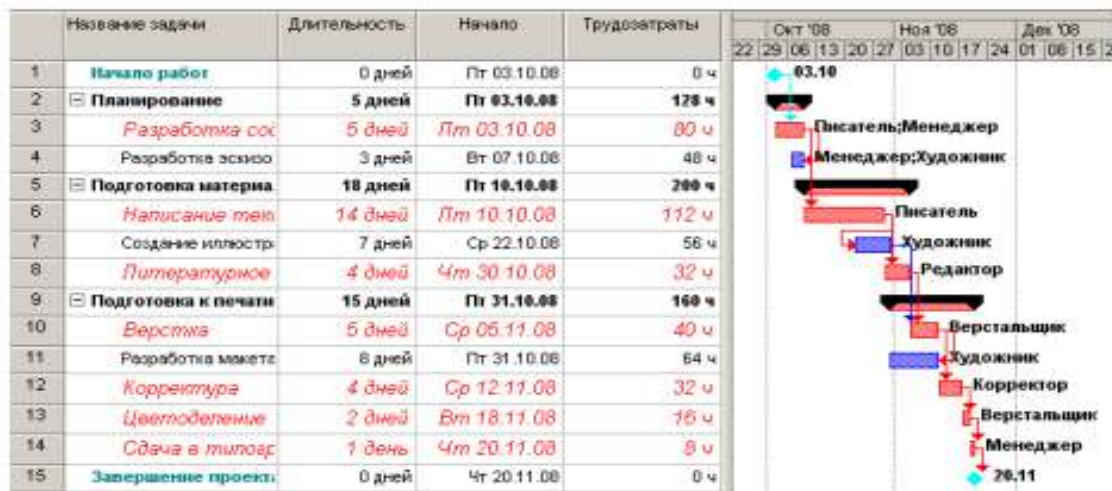 Название задачи Длительность Начало Трудозатраты Окт '08 Ноя '08 Дек '08
22 29 06 13 20 27 03 10 17 24 01 08 15 2
1 Начало работ 0 дней Пт 03.10.08 0 ч 03.10
2 Планирование 5 дней Пт 03.10.08 128 ч
3 Разработка сод 5 дней Пт 03.10.08 80 ч Писатель;Менеджер
4 Разработка эскизо 3 дней Вт 07.10.08 48 ч Менеджер;Художник
5 Подготовка материа 18 дней Пт 10.10.08 200 ч
6 Написание тек 14 дней Пт 10.10.08 112 ч Писатель
7 Создание иллюстр 7 дней Ср 22.10.08 56 ч Художник
8 Литературное 4 дней Чт 30.10.08 32 ч Редактор
9 Подготовка к печати 15 дней Пт 31.10.08 160 ч
10 Верстка 5 дней Ср 05.11.08 40 ч Верстальщик
11 Разработка макета 8 дней Пт 31.10.08 64 ч Художник
12 Корректура 4 дней Ср 12.11.08 32 ч Корректор
13 Цветоделение 2 дней Вт 18.11.08 16 ч Верстальщик
14 Сдача в типогр 1 день Чт 20.11.08 8 ч Менеджер
15 Завершение проект 0 дней Чт 20.11.08 0 ч 20.11